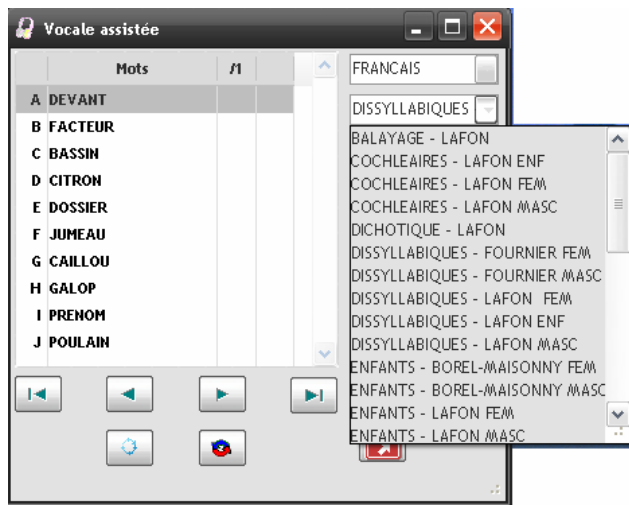 Vocale assistée
Mots /1
A DEVANT
B FACTEUR
C BASSIN
D CITRON
E DOSSIER
F JUMEAU
G CAILLOU
H GALOP
I PRENOM
J POULAIN
FRANCAIS
DISSYLLABIQUES
BALAYAGE - LAFON
COCHLEAIRES - LAFON ENF
COCHLEAIRES - LAFON FEM
COCHLEAIRES - LAFON MASC
DICHOTIQUE - LAFON
DISSYLLABIQUES - FOURNIER FEM
DISSYLLABIQUES - FOURNIER MASC
DISSYLLABIQUES - LAFON FEM
DISSYLLABIQUES - LAFON ENF
DISSYLLABIQUES - LAFON MASC
ENFANTS - BOREL-MAISONNY FEM
ENFANTS - BOREL-MAISONNY MASC
ENFANTS - LAFON FEM
ENFANTS - LAFON MASC